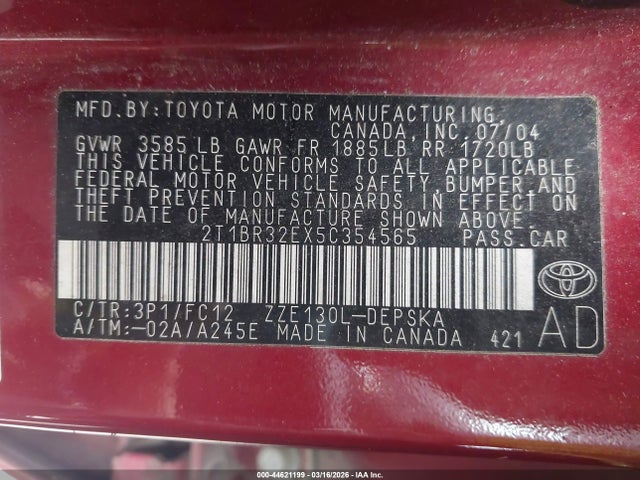 MFD.BY:TOYOTA MOTOR MANUFACTURING,
CANADA,INC.07/04
GVWR 3585LB GAWR FR 1885LB RR 1720LB
THIS VEHICLE CONFORMS TO ALL APPLICABLE
FEDERAL MOTOR VEHICLE SAFETY,BUMPER,AND
THEFT PREVENTION STANDARDS IN EFFECT ON
THE DATE OF MANUFACTURE SHOWN ABOVE.
2T1BR32EX5C354565 PASS.CAR
C/TR:3P1/FC12 ZZE130L-DEPSKA
A/TM:-02A/A245E MADE IN CANADA 421
AD
000-44621199 | 03/16/2026 - IAA Inc.